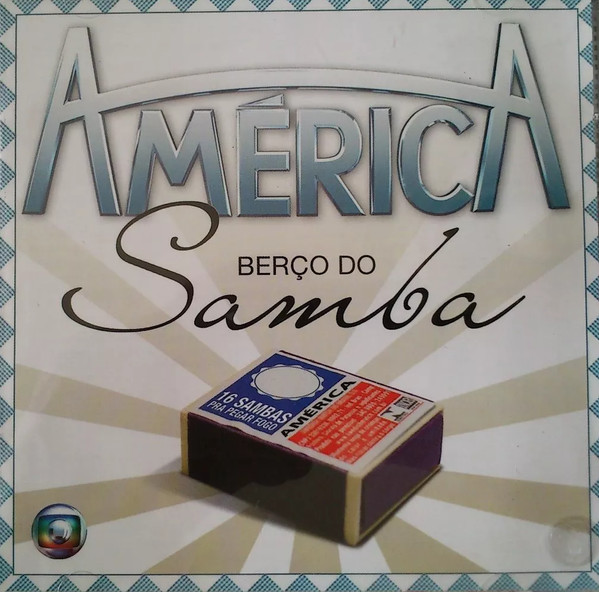 AMÉRICA
BERÇO DO
Samba
16 SAMBAS
PRA PEGAR FOGO
AMÉRICA